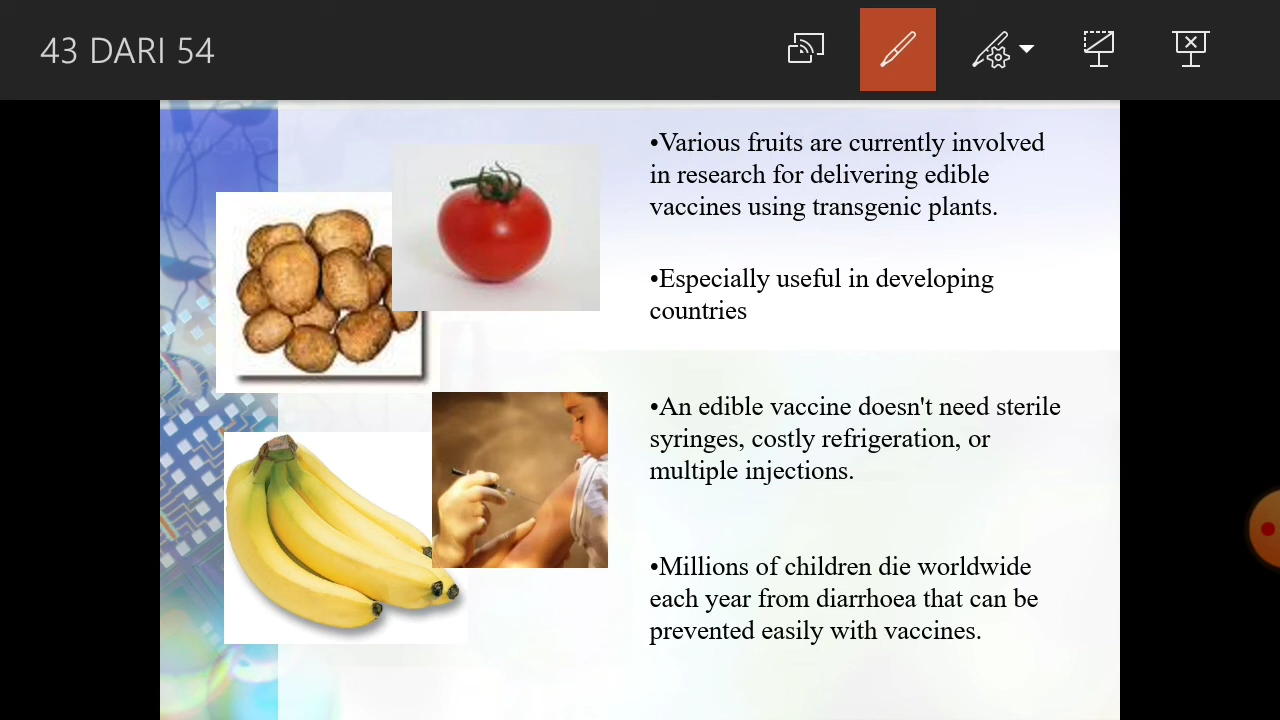 43 DARI 54
•Various fruits are currently involved
in research for delivering edible
vaccines using transgenic plants.
•Especially useful in developing
countries
•An edible vaccine doesn't need sterile
syringes, costly refrigeration, or
multiple injections.
•Millions of children die worldwide
each year from diarrhoea that can be
prevented easily with vaccines.